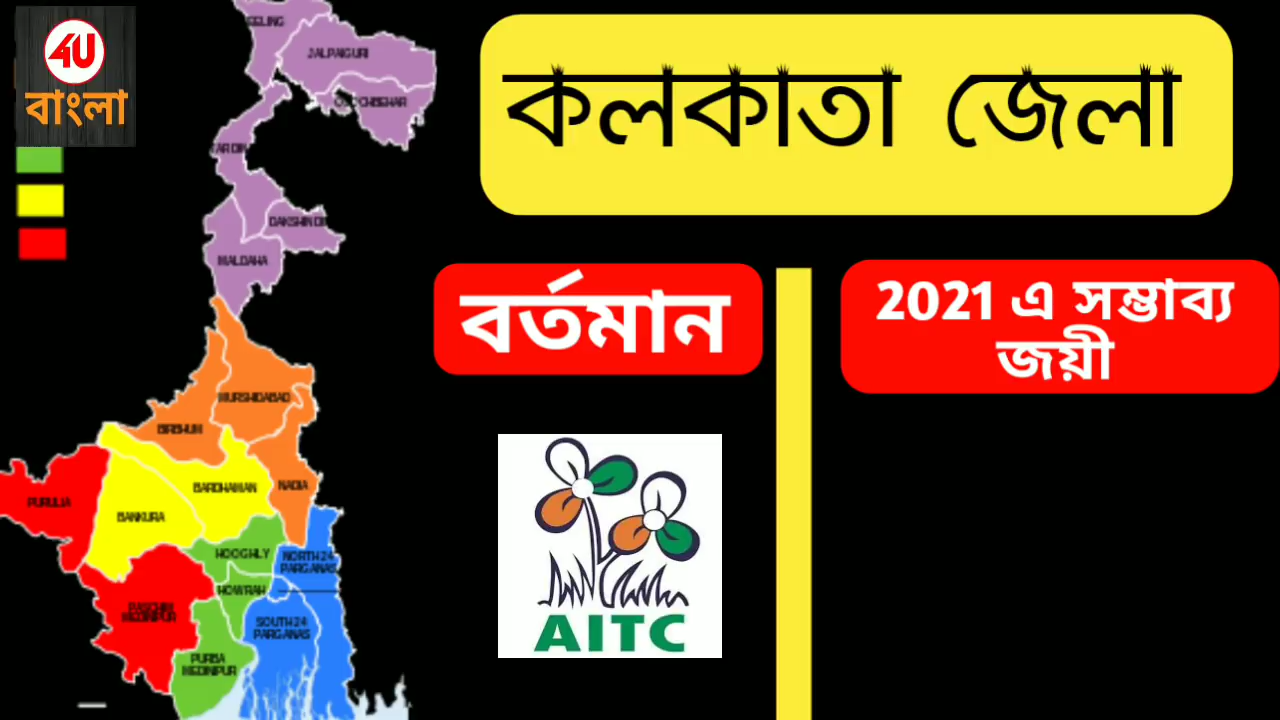 4U
বাংলা
কলকাতা জেলা
বর্তমান
2021 এ সম্ভাব্য
জয়ী
AITC
JALPAIGURI
MALDAHA
MURSHIDABAD
BIRBHUM
NADIA
BARDHAMAN
PURULIA
BANKURA
HOOGHLY
NORTH 24
PARGANAS
HOWRAH
PASCHIM
MEDINIPUR
SOUTH 24
PARGANAS
PURBA
MEDINIPUR